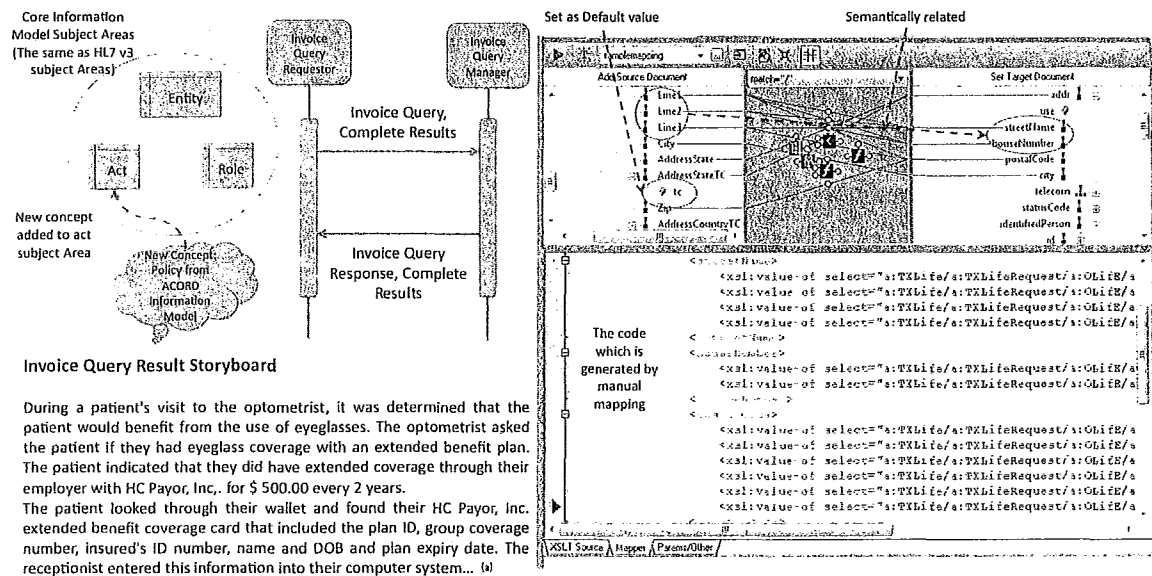 Core Information
Model Subject Areas
(The same as HL7 v3
subject Areas)
Entity
Act
Role
New concept
added to act
subject Area
New Concept:
Policy from
ACORD
Information
Model
Invoice
Query
Requestor
Invoice
Query
Manager
Invoice Query,
Complete Results
Invoice Query
Response, Complete
Results
Invoice Query Result Storyboard
During a patient's visit to the optometrist, it was determined that the
patient would benefit from the use of eyeglasses. The optometrist asked
the patient if they had eyeglass coverage with an extended benefit plan.
The patient indicated that they did have extended coverage through their
employer with HC Payor, Inc,. for $ 500.00 every 2 years.
The patient looked through their wallet and found their HC Payor, Inc.
extended benefit coverage card that included the plan ID, group coverage
number, insured's ID number, name and DOB and plan expiry date. The
receptionist entered this information into their computer system... (a)
Set as Default value
Semantically related
Add Source Document
match="/"
Set Target Document
Line1
Line2
Line3
City
AddressState
AddressStateTC
tc
Zip
AddressCountryTC
addr
use
streetName
houseNumber
postalCode
city
telecom
statusCode
identifiedPerson
id
The code
which is
generated by
manual
mapping
<xsl:value-of select="a:TXLife/a:TXLifeRequest/a:OLifE/a
<xsl:value-of select="a:TXLife/a:TXLifeRequest/a:OLifE/a
<xsl:value-of select="a:TXLife/a:TXLifeRequest/a:OLifE/a
<xsl:value-of select="a:TXLife/a:TXLifeRequest/a:OLifE/a
<xsl:value-of select="a:TXLife/a:TXLifeRequest/a:OLifE/a
<xsl:value-of select="a:TXLife/a:TXLifeRequest/a:OLifE/a
<xsl:value-of select="a:TXLife/a:TXLifeRequest/a:OLifE/a
<xsl:value-of select="a:TXLife/a:TXLifeRequest/a:OLifE/a
<xsl:value-of select="a:TXLife/a:TXLifeRequest/a:OLifE/a
<xsl:value-of select="a:TXLife/a:TXLifeRequest/a:OLifE/a
<xsl:value-of select="a:TXLife/a:TXLifeRequest/a:OLifE/a
XSLT Source
Mapper
Params/Other